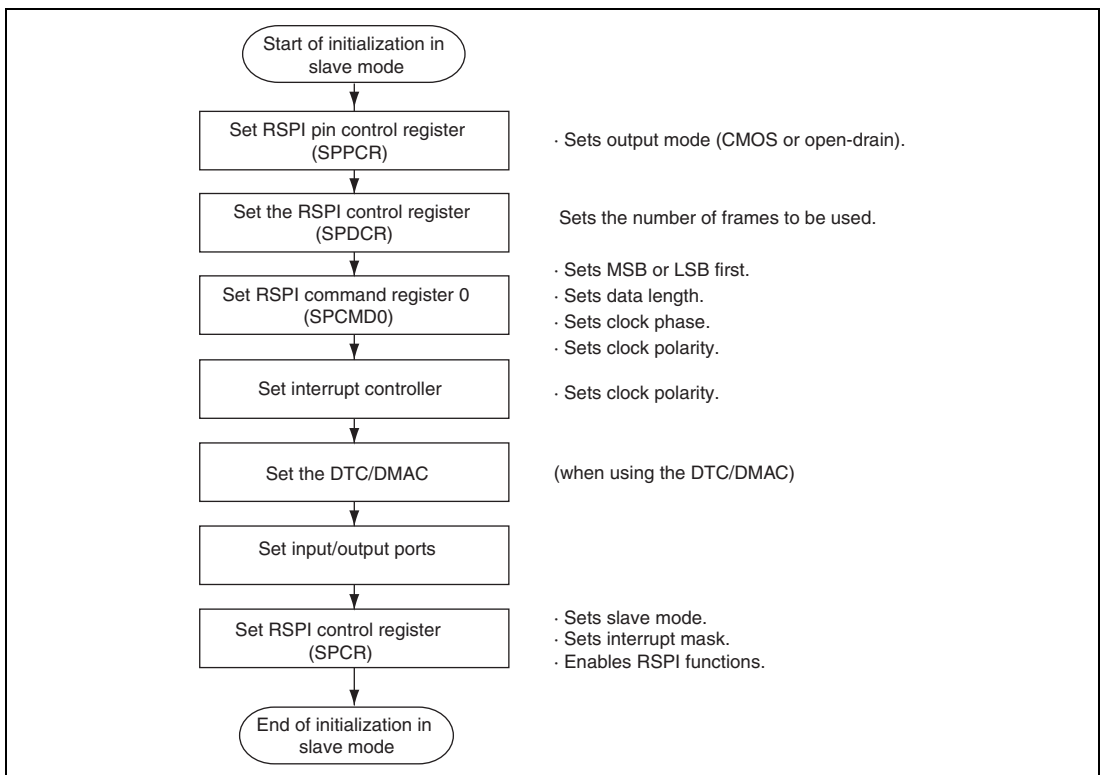 Start of initialization in
slave mode
Set RSPI pin control register
(SPPCR)
· Sets output mode (CMOS or open-drain).
Set the RSPI control register
(SPDCR)
Sets the number of frames to be used.
Set RSPI command register 0
(SPCMD0)
· Sets MSB or LSB first.
· Sets data length.
· Sets clock phase.
· Sets clock polarity.
Set interrupt controller
· Sets clock polarity.
Set the DTC/DMAC
(when using the DTC/DMAC)
Set input/output ports
Set RSPI control register
(SPCR)
· Sets slave mode.
· Sets interrupt mask.
· Enables RSPI functions.
End of initialization in
slave mode